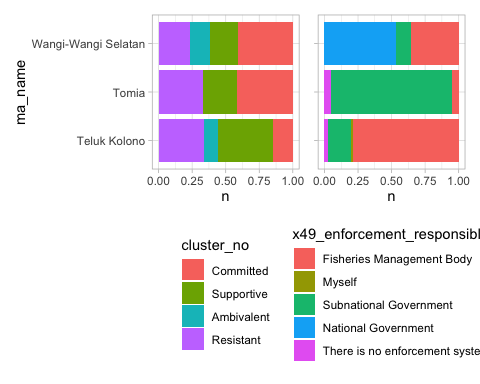 ma_name
Wangi-Wangi Selatan
Tomia
Teluk Kolono
0.00 0.25 0.50 0.75 1.00 0.00 0.25 0.50 0.75 1.00
n n
cluster_no
Committed
Supportive
Ambivalent
Resistant
x49_enforcement_responsibl
Fisheries Management Body
Myself
Subnational Government
National Government
There is no enforcement syste